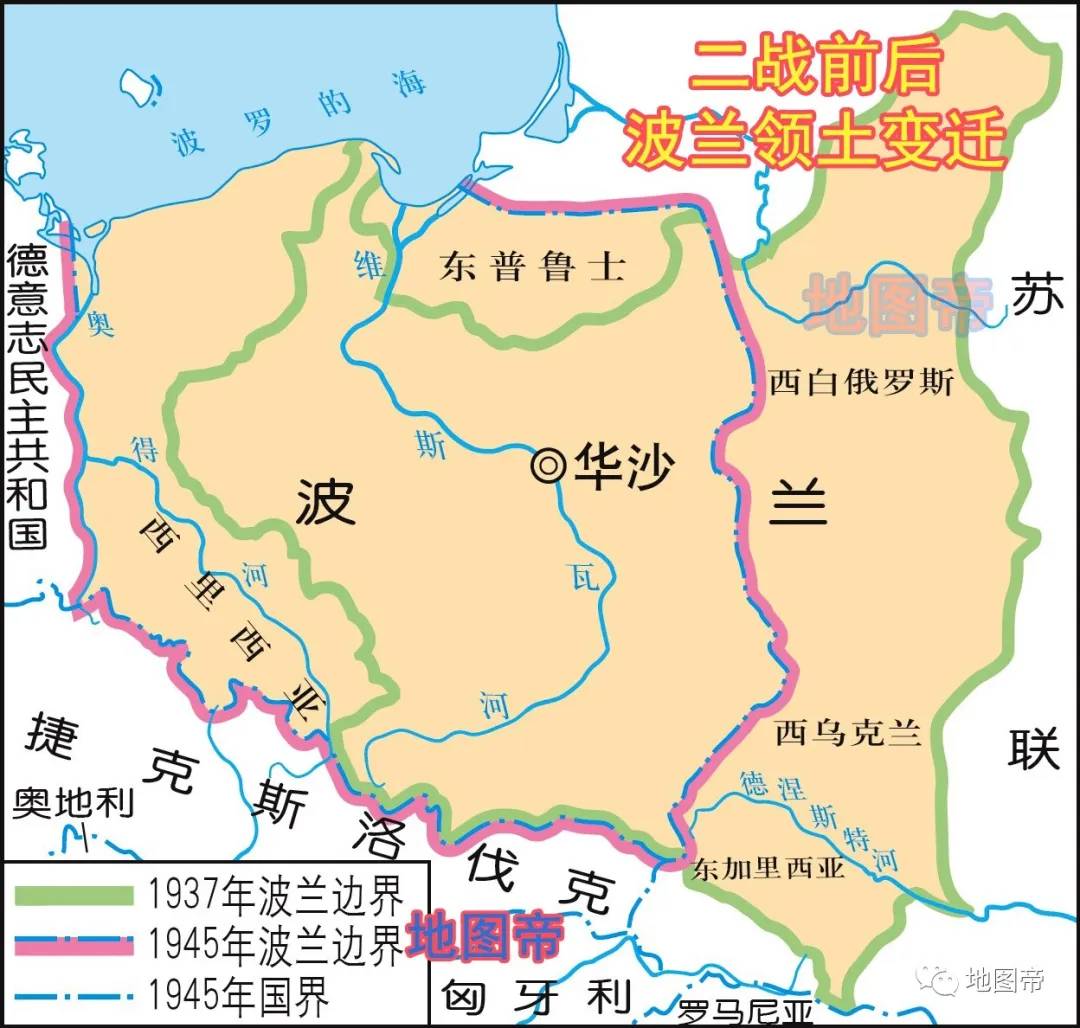 二战前后
波兰领土变迁
波罗的海
德意志民主共和国
奥得河
维斯瓦河
东普鲁士
地图帝
苏联
西白俄罗斯
华沙
波兰
西里西亚
西乌克兰
德涅斯特河
东加里西亚
捷克斯洛伐克
奥地利
匈牙利
罗马尼亚
1937年波兰边界
1945年波兰边界
1945年国界
地图帝
地图帝